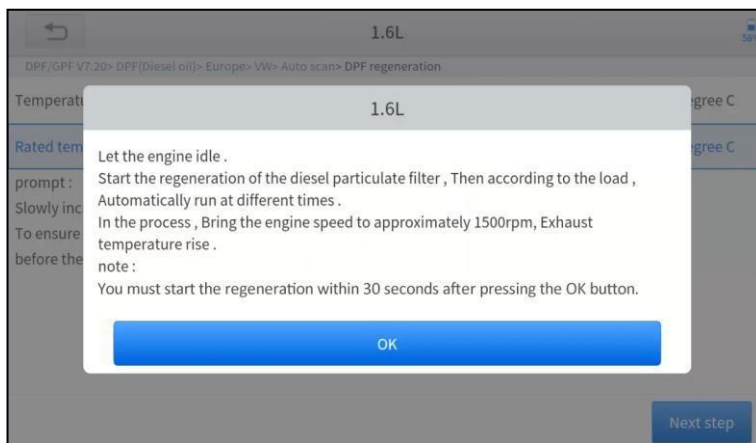 1.6L
58%
DPF/GPF V7.20> DPF(Diesel oil)> Europe> VW> Auto scan> DPF regeneration
Temperatu
egree C
1.6L
Rated tem
egree C
Let the engine idle .
Start the regeneration of the diesel particulate filter , Then according to the load ,
Automatically run at different times .
In the process , Bring the engine speed to approximately 1500rpm, Exhaust
temperature rise .
note :
You must start the regeneration within 30 seconds after pressing the OK button.
OK
prompt :
Slowly inc
To ensure
before the
Next step